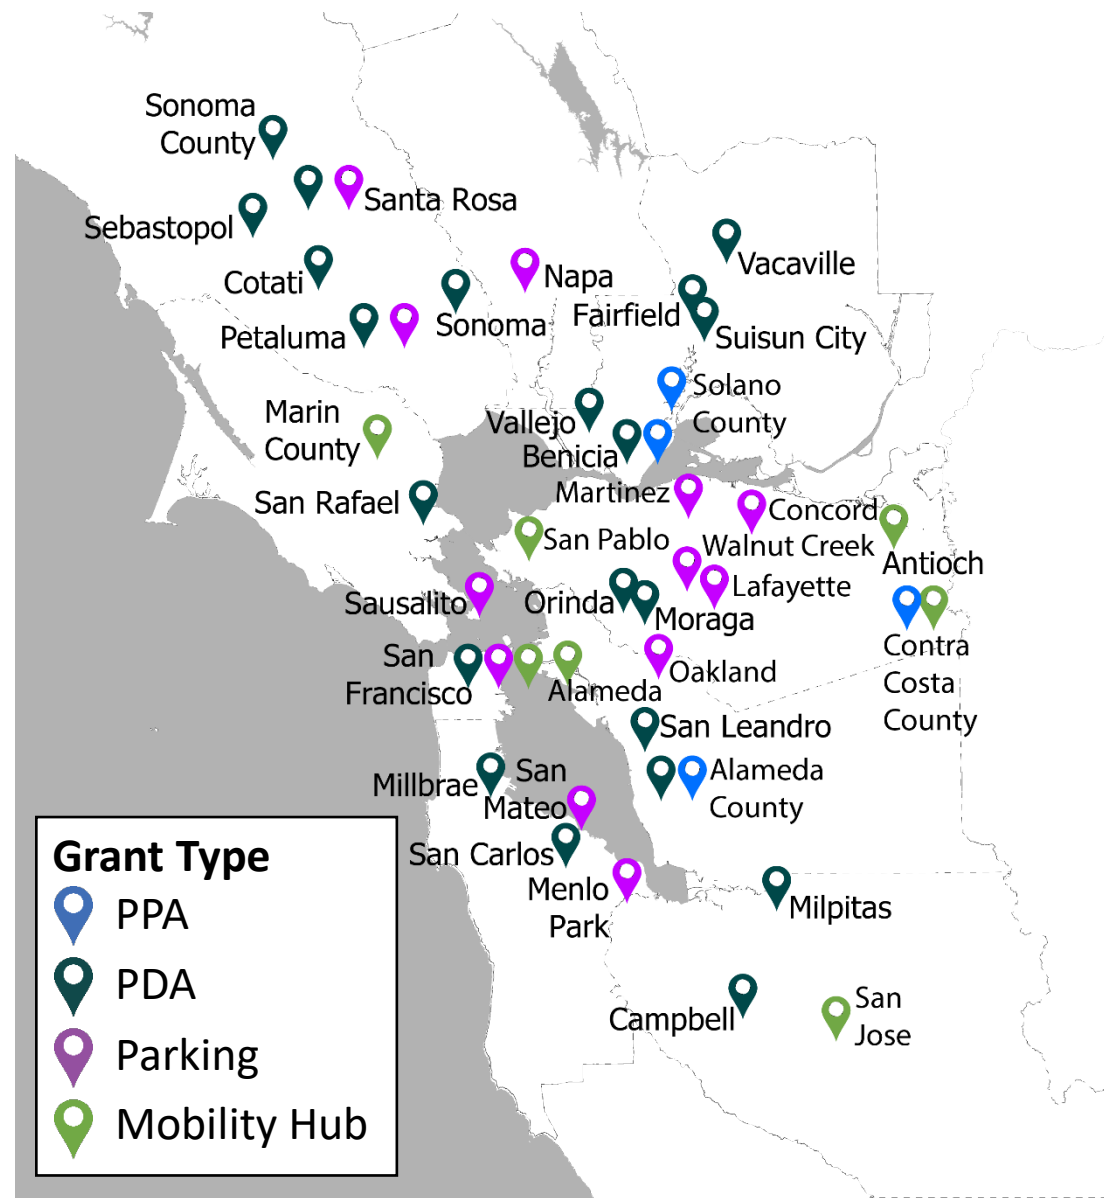 Sonoma
County
Santa Rosa
Sebastopol
Vacaville
Cotati
Napa
Fairfield
Petaluma
Sonoma
Suisun City
Solano
County
Marin
County
Vallejo
Benicia
San Rafael
Martinez
Concord
San Pablo
Walnut Creek
Antioch
Lafayette
Sausalito
Orinda
Moraga
Contra
Costa
County
San
Francisco
Oakland
Alameda
San Leandro
Millbrae
San
Mateo
Alameda
County
San Carlos
Menlo
Park
Milpitas
Campbell
San
Jose
Grant Type
PPA
PDA
Parking
Mobility Hub